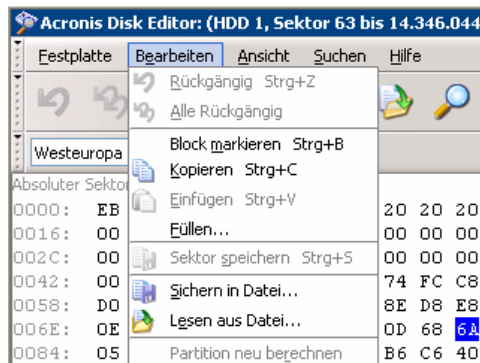 Acronis Disk Editor: (HDD 1, Sektor 63 bis 14.346.044
Festplatte Bearbeiten Ansicht Suchen Hilfe
Rückgängig Strg+Z
Alle Rückgängig
Westeuropa
Block markieren Strg+B
Absoluter Sektor
Kopieren Strg+C
0000: EB
Einfügen Strg+V 20 20 20
0016: 00 Füllen... 00 00 00
002C: 00 Sektor speichern Strg+S 00 00 00
0042: 00 Sichern in Datei... 74 FC C8
0058: D0 8E D8 E8
006E: 0E Lesen aus Datei... 0D 68 6A
0084: 05 Partition neu berechnen B6 C6 40